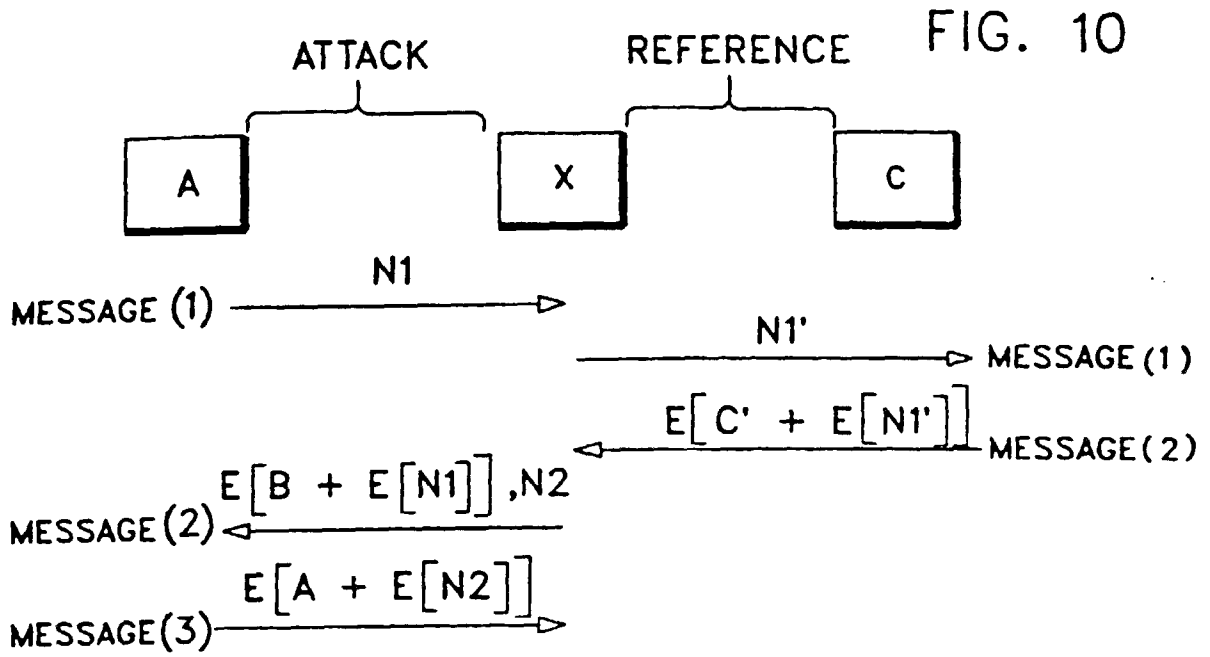 FIG. 10
ATTACK REFERENCE
A X C
N1
MESSAGE (1)
N1'
MESSAGE (1)
E[C' + E[N1']]
MESSAGE (2)
E[B + E[N1]],N2
MESSAGE (2)
E[A + E[N2]]
MESSAGE (3)